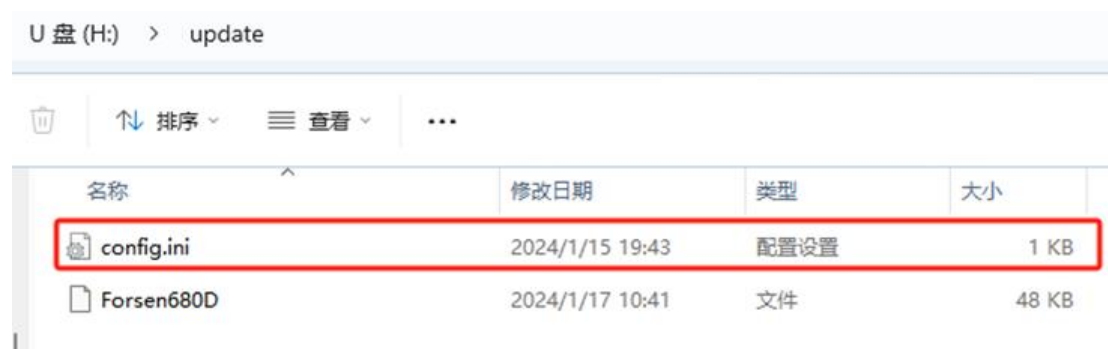 U 盘 (H:) > update
排序 查看 ...
名称 修改日期 类型 大小
config.ini 2024/1/15 19:43 配置设置 1 KB
Forsen680D 2024/1/17 10:41 文件 48 KB